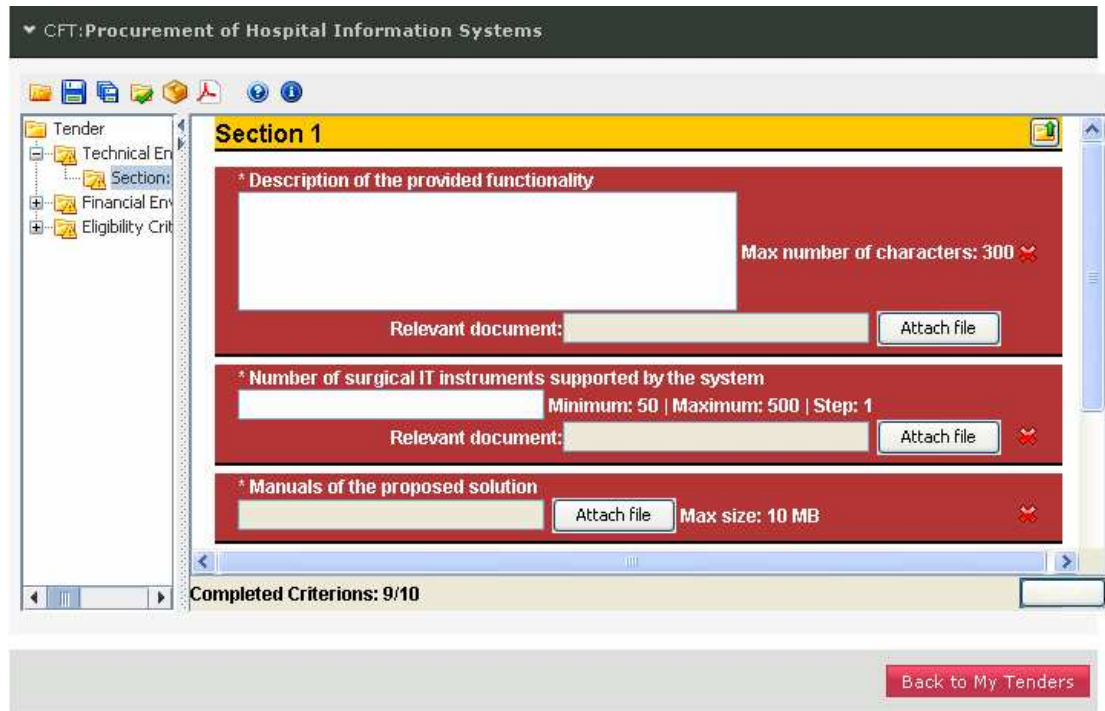 CFT:Procurement of Hospital Information Systems
Tender
Technical En
Section:
Financial Env
Eligibility Crit
Section 1
* Description of the provided functionality
Max number of characters: 300
Relevant document:
Attach file
* Number of surgical IT instruments supported by the system
Minimum: 50 | Maximum: 500 | Step: 1
Relevant document:
Attach file
* Manuals of the proposed solution
Attach file
Max size: 10 MB
Completed Criterions: 9/10
Back to My Tenders